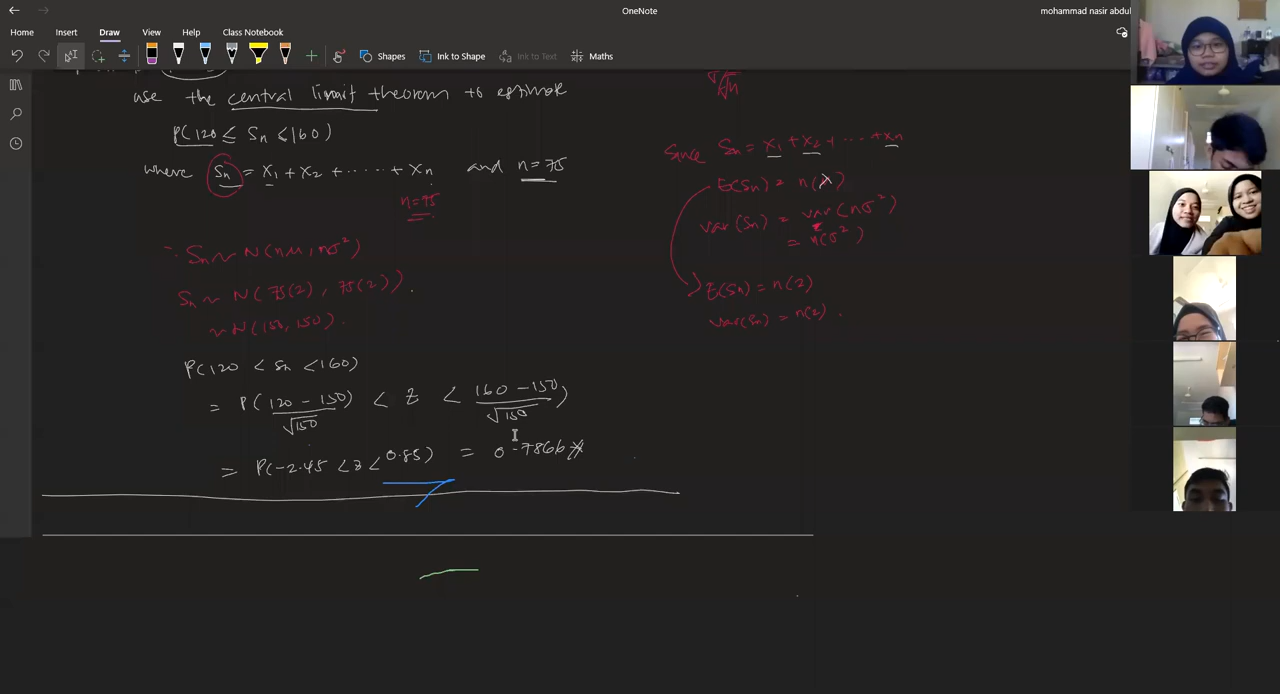 OneNote
mohammad nasir abdul
Home Insert Draw View Help Class Notebook
Shapes Ink to Shape Ink to Text Maths
√n
use the central limit theorem to estimate
P(120 ≤ Sn ≤ 160)
where Sn = X1 + X2 + ..... + Xn and n = 75
n=75
∴ Sn ~ N(nμ, nσ²)
Sn ~ N(75(2), 75(2)).
~ N(150, 150).
P(120 < Sn < 160)
= P(120 - 150 / √150 < Z < 160 - 150 / √150)
= P(-2.45 < Z < 0.85) = 0.7866
Since Sn = X1 + X2 + ... + Xn
E(Sn) = n(λ)
Var(Sn) = Var(nσ²)
= n(σ²)
E(Sn) = n(2)
Var(Sn) = n(2).